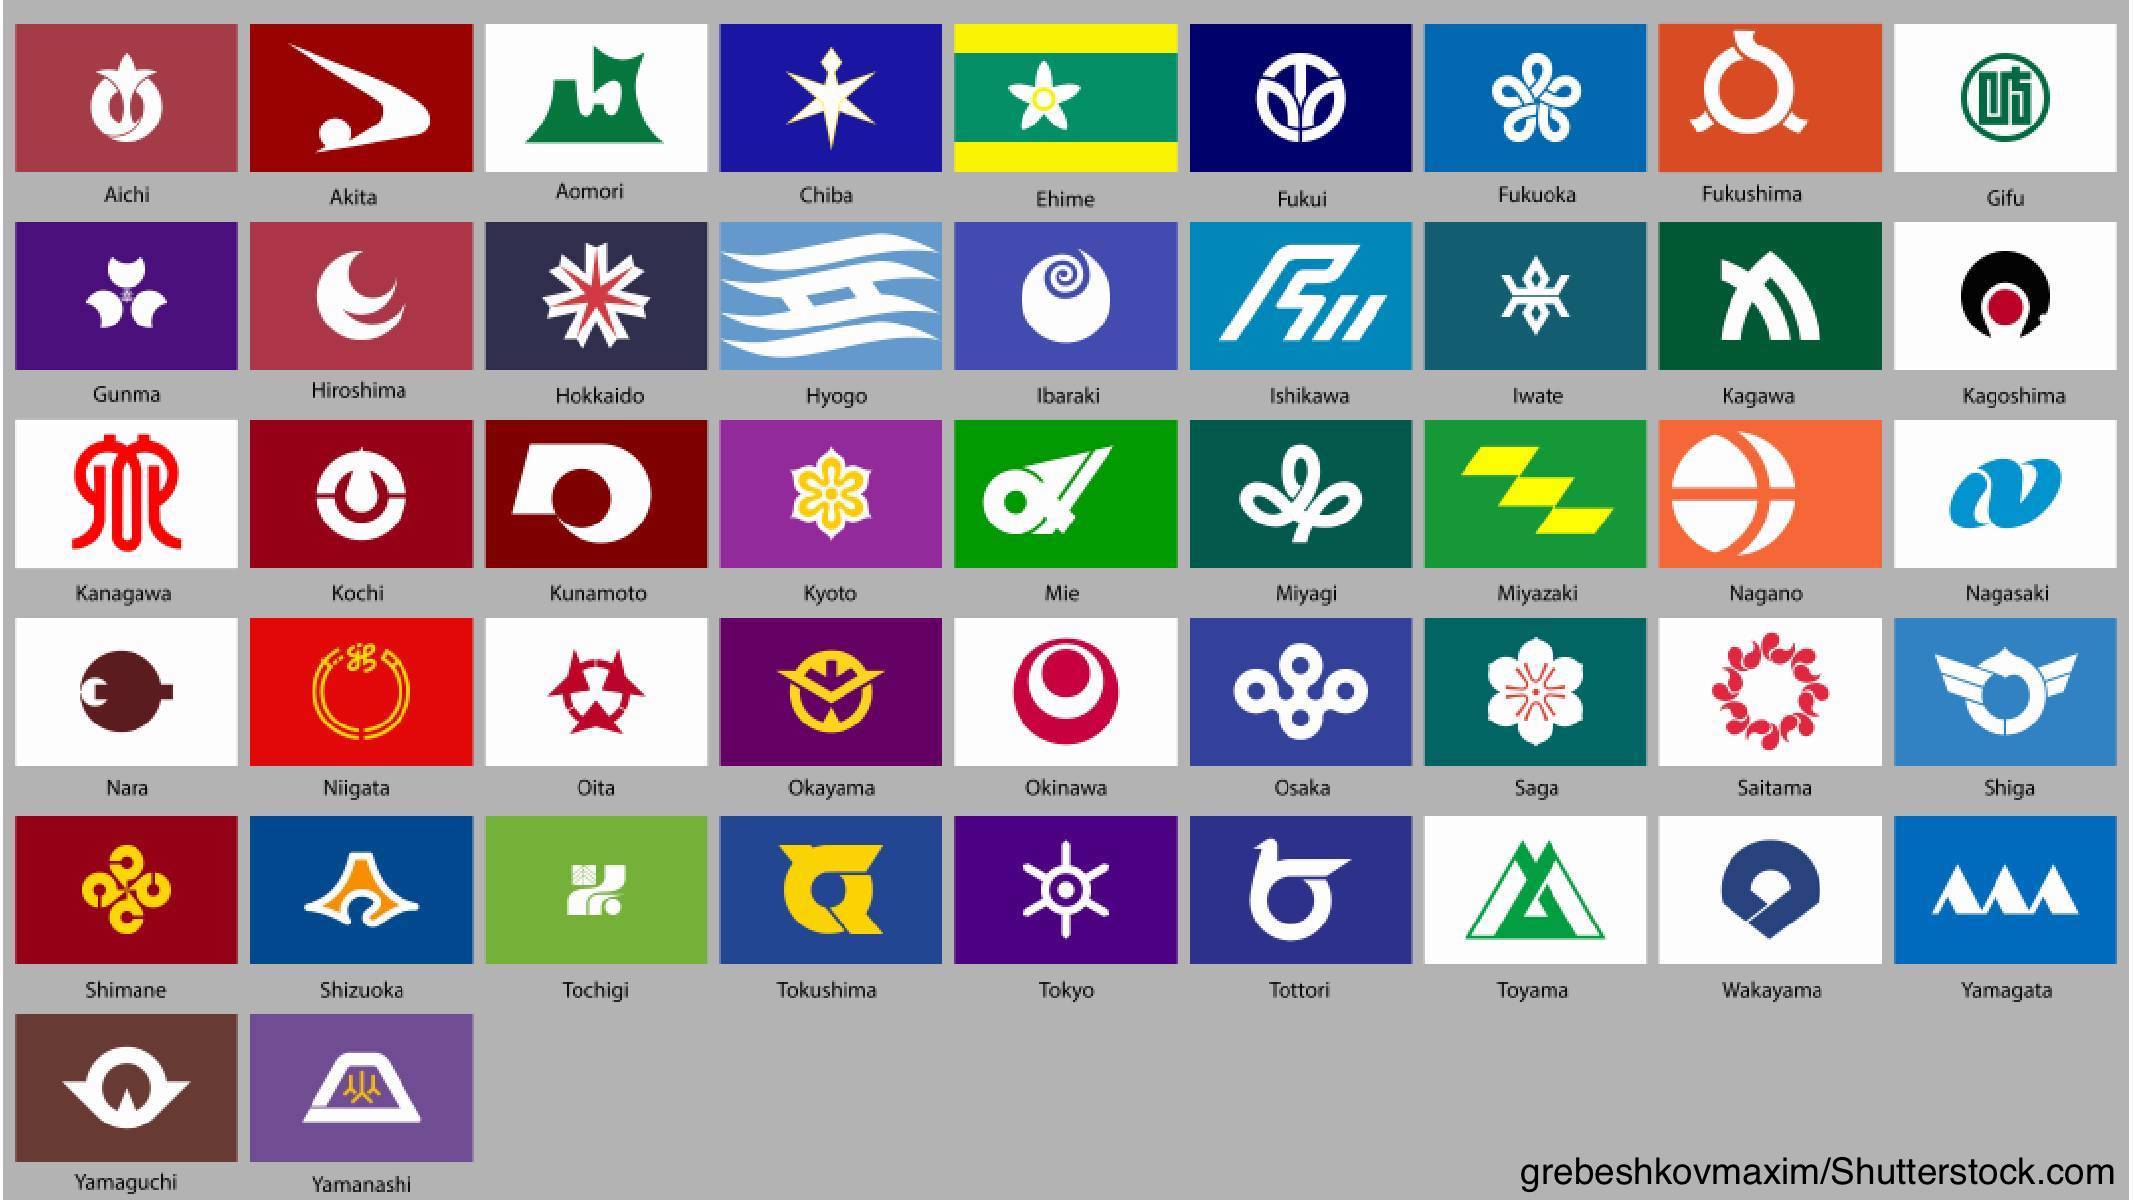 Aichi Akita Aomori Chiba Ehime Fukui Fukuoka Fukushima Gifu
Gunma Hiroshima Hokkaido Hyogo Ibaraki Ishikawa Iwate Kagawa Kagoshima
Kanagawa Kochi Kunamoto Kyoto Mie Miyagi Miyazaki Nagano Nagasaki
Nara Niigata Oita Okayama Okinawa Osaka Saga Saitama Shiga
Shimane Shizuoka Tochigi Tokushima Tokyo Tottori Toyama Wakayama Yamagata
Yamaguchi Yamanashi
grebeshkovmaxim/Shutterstock.com